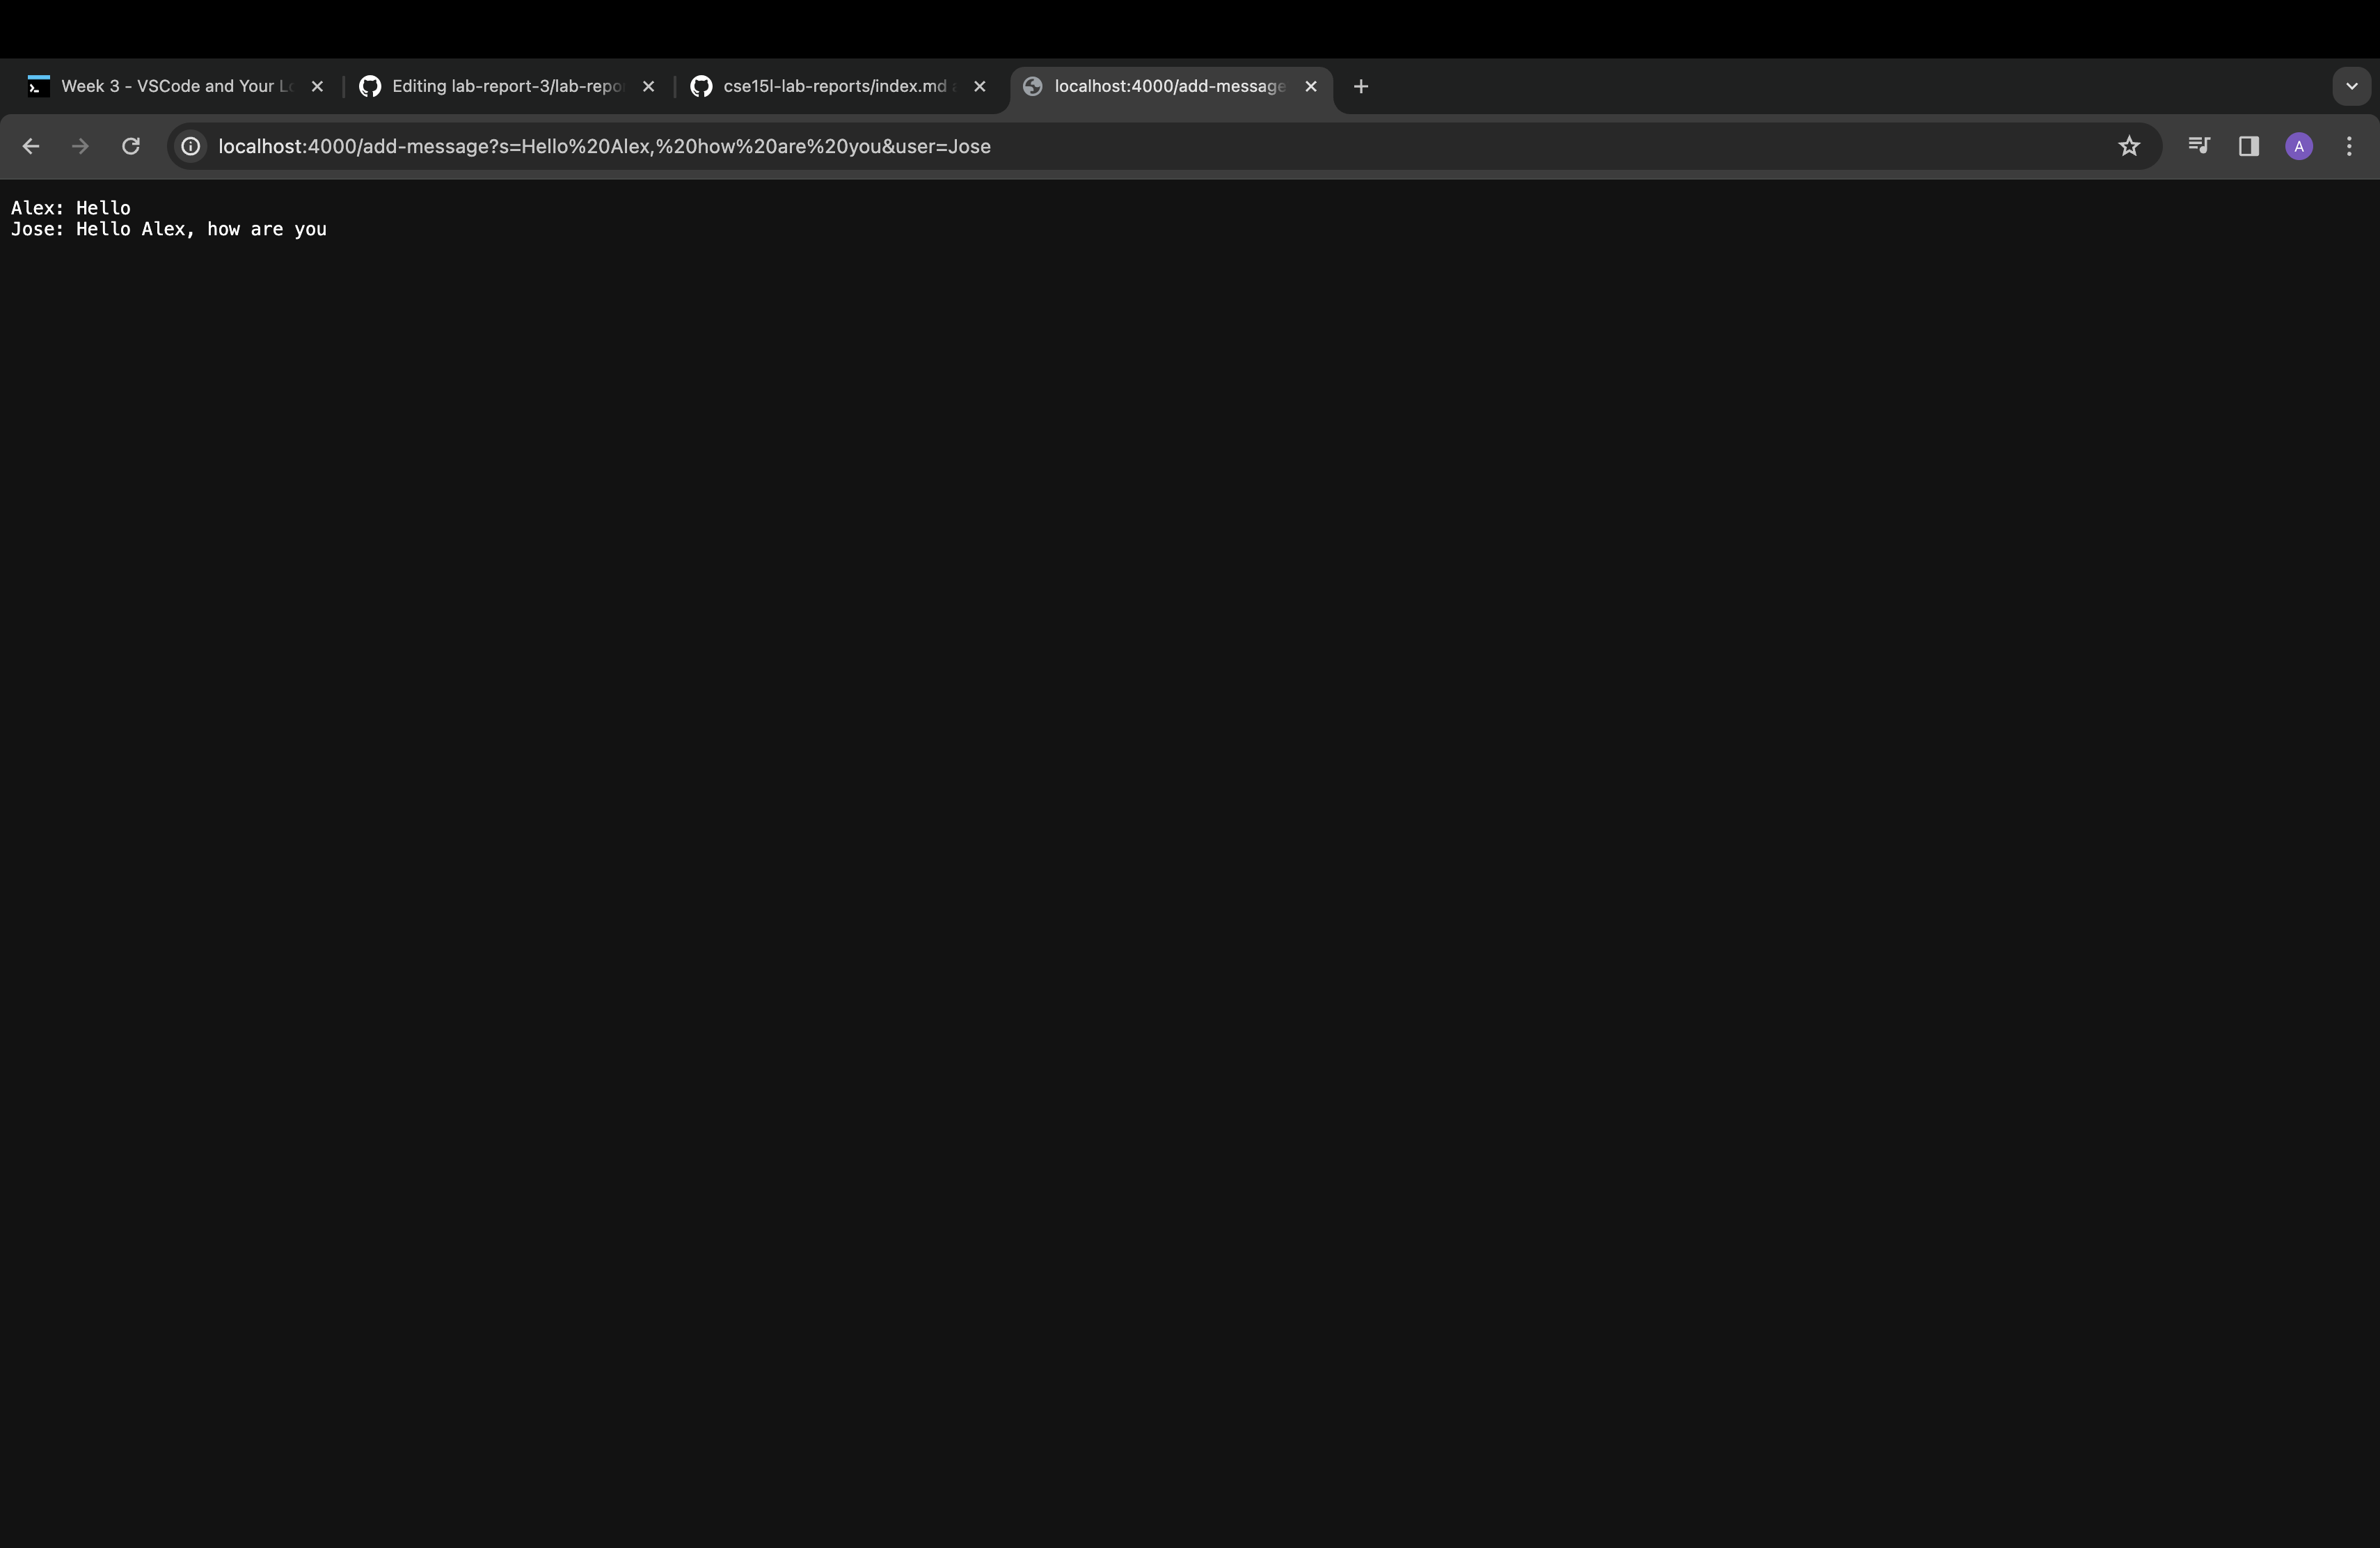 Week 3 - VSCode and Your Lo
Editing lab-report-3/lab-repo
cse15l-lab-reports/index.md
localhost:4000/add-message
localhost:4000/add-message?s=Hello%20Alex,%20how%20are%20you&user=Jose
A
Alex: Hello
Jose: Hello Alex, how are you